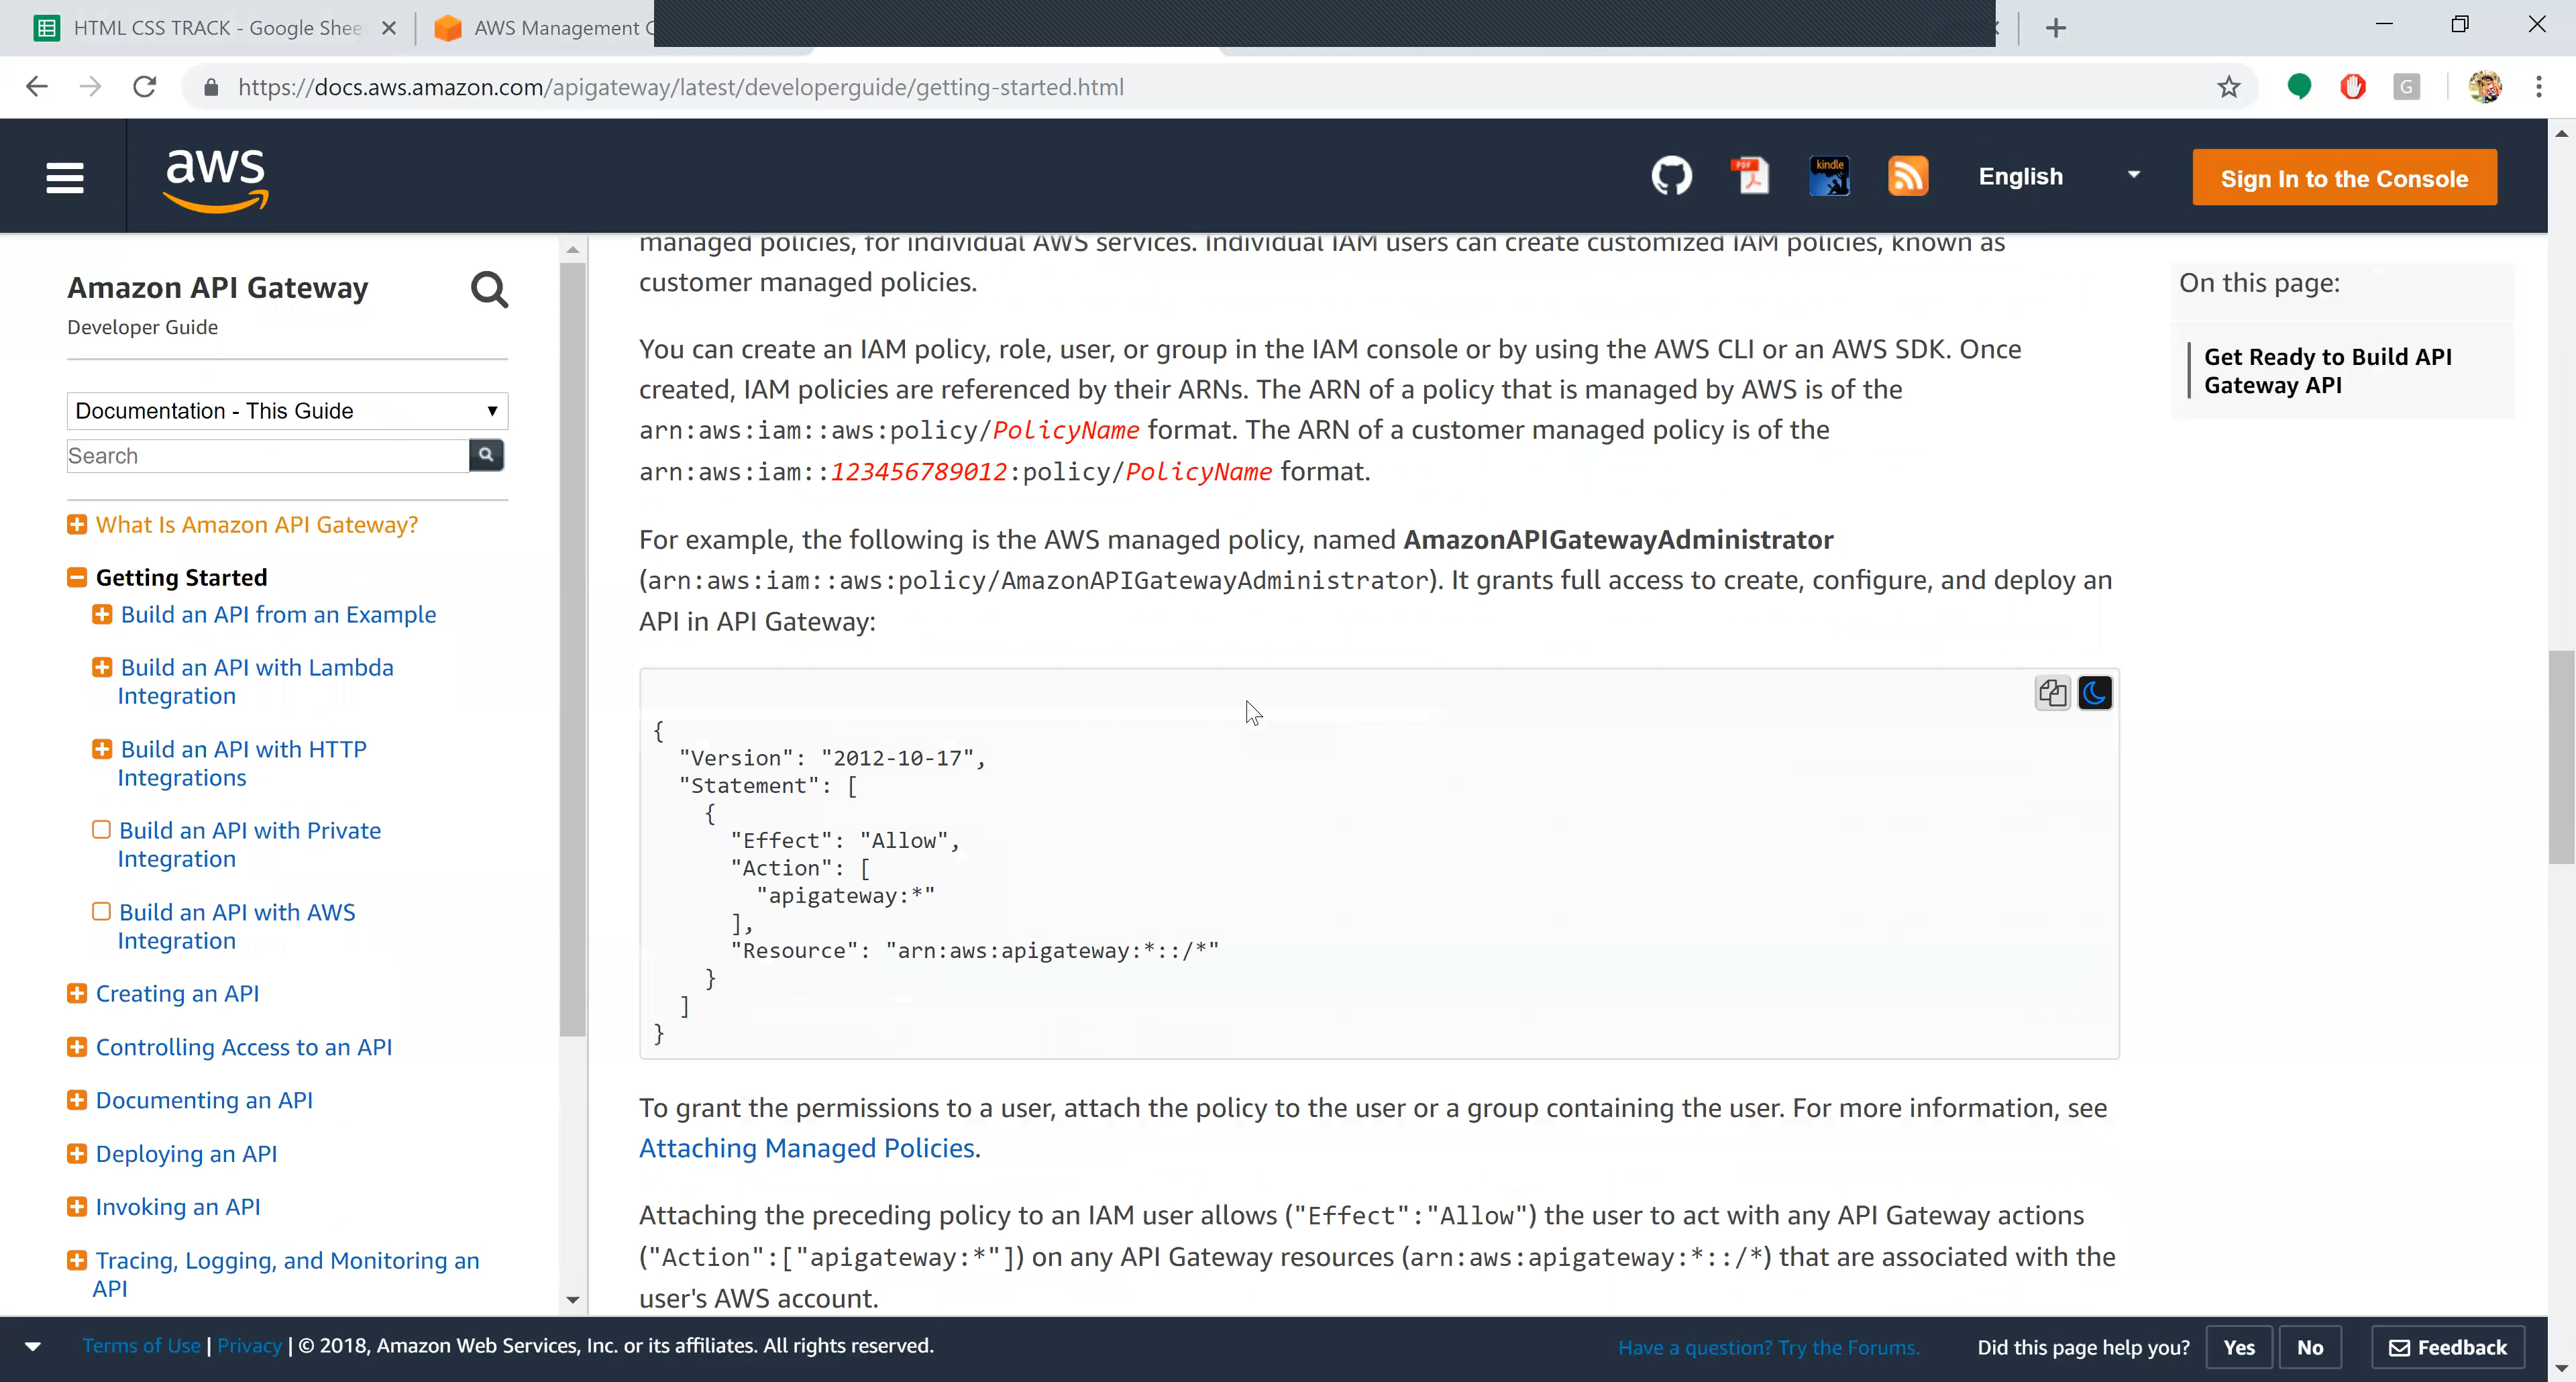 HTML CSS TRACK - Google Shee
AWS Management
https://docs.aws.amazon.com/apigateway/latest/developerguide/getting-started.html
G
aws
PDF
kindle
English
Sign In to the Console
Amazon API Gateway
Developer Guide
Documentation - This Guide
Search
What Is Amazon API Gateway?
Getting Started
Build an API from an Example
Build an API with Lambda
Integration
Build an API with HTTP
Integrations
Build an API with Private
Integration
Build an API with AWS
Integration
Creating an API
Controlling Access to an API
Documenting an API
Deploying an API
Invoking an API
Tracing, Logging, and Monitoring an
API
managed policies, for individual AWS services. Individual IAM users can create customized IAM policies, known as
customer managed policies.
You can create an IAM policy, role, user, or group in the IAM console or by using the AWS CLI or an AWS SDK. Once
created, IAM policies are referenced by their ARNs. The ARN of a policy that is managed by AWS is of the
arn:aws:iam::aws:policy/PolicyName format. The ARN of a customer managed policy is of the
arn:aws:iam::123456789012:policy/PolicyName format.
For example, the following is the AWS managed policy, named AmazonAPIGatewayAdministrator
(arn:aws:iam::aws:policy/AmazonAPIGatewayAdministrator). It grants full access to create, configure, and deploy an
API in API Gateway:
{
"Version": "2012-10-17",
"Statement": [
{
"Effect": "Allow",
"Action": [
"apigateway:*"
],
"Resource": "arn:aws:apigateway:*::/*"
}
]
}
To grant the permissions to a user, attach the policy to the user or a group containing the user. For more information, see
Attaching Managed Policies.
Attaching the preceding policy to an IAM user allows ("Effect":"Allow") the user to act with any API Gateway actions
("Action":["apigateway:*"]) on any API Gateway resources (arn:aws:apigateway:*::/*) that are associated with the
user's AWS account.
On this page:
Get Ready to Build API
Gateway API
Terms of Use | Privacy | © 2018, Amazon Web Services, Inc. or its affiliates. All rights reserved.
Have a question? Try the Forums.
Did this page help you?
Yes
No
Feedback